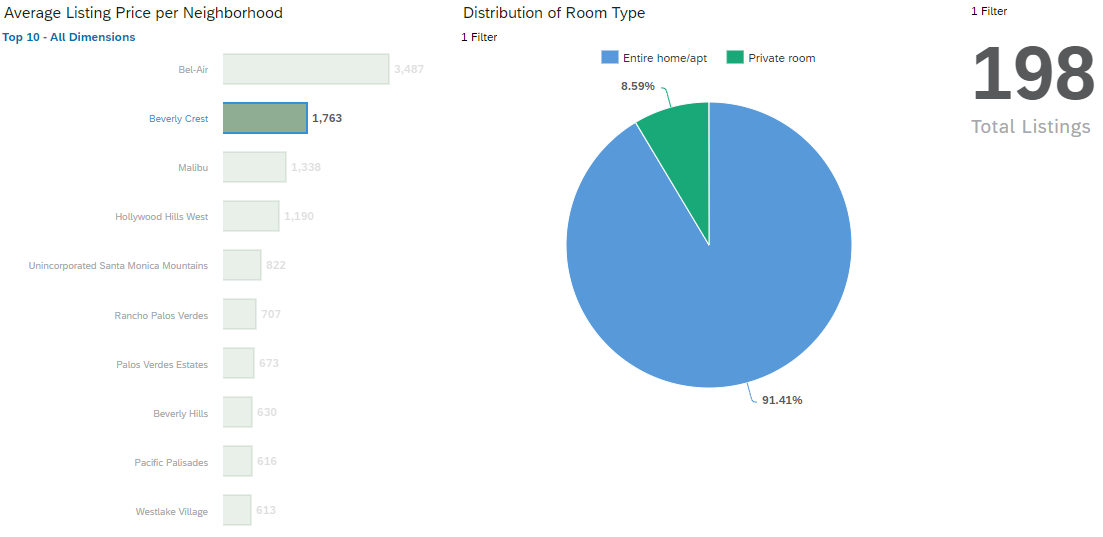 Average Listing Price per Neighborhood
Top 10 - All Dimensions
Bel-Air 3,487
Beverly Crest 1,763
Malibu 1,338
Hollywood Hills West 1,190
Unincorporated Santa Monica Mountains 822
Rancho Palos Verdes 707
Palos Verdes Estates 673
Beverly Hills 630
Pacific Palisades 616
Westlake Village 613
Distribution of Room Type
1 Filter
Entire home/apt Private room
8.59%
91.41%
1 Filter
198
Total Listings